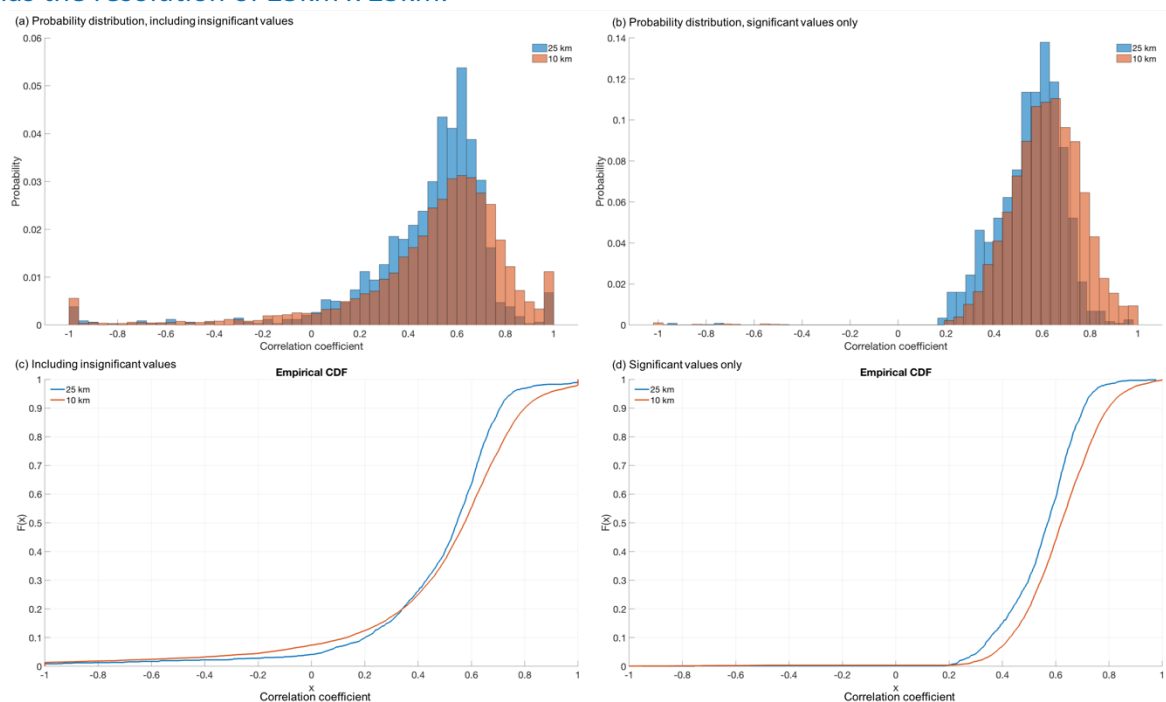 the resolution of 25km x 25km.
(a) Probability distribution, including insignificant values
0.06
0.05
0.04
0.03
0.02
0.01
0
Probability
25 km
10 km
-1 -0.8 -0.6 -0.4 -0.2 0 0.2 0.4 0.6 0.8 1
Correlation coefficient
(b) Probability distribution, significant values only
0.14
0.12
0.1
0.08
0.06
0.04
0.02
0
Probability
25 km
10 km
-1 -0.8 -0.6 -0.4 -0.2 0 0.2 0.4 0.6 0.8 1
Correlation coefficient
(c) Including insignificant values
Empirical CDF
1
0.9
0.8
0.7
0.6
0.5
0.4
0.3
0.2
0.1
0
F(x)
25 km
10 km
-1 -0.8 -0.6 -0.4 -0.2 0 0.2 0.4 0.6 0.8 1
x
Correlation coefficient
(d) Significant values only
Empirical CDF
1
0.9
0.8
0.7
0.6
0.5
0.4
0.3
0.2
0.1
0
F(x)
25 km
10 km
-1 -0.8 -0.6 -0.4 -0.2 0 0.2 0.4 0.6 0.8 1
x
Correlation coefficient